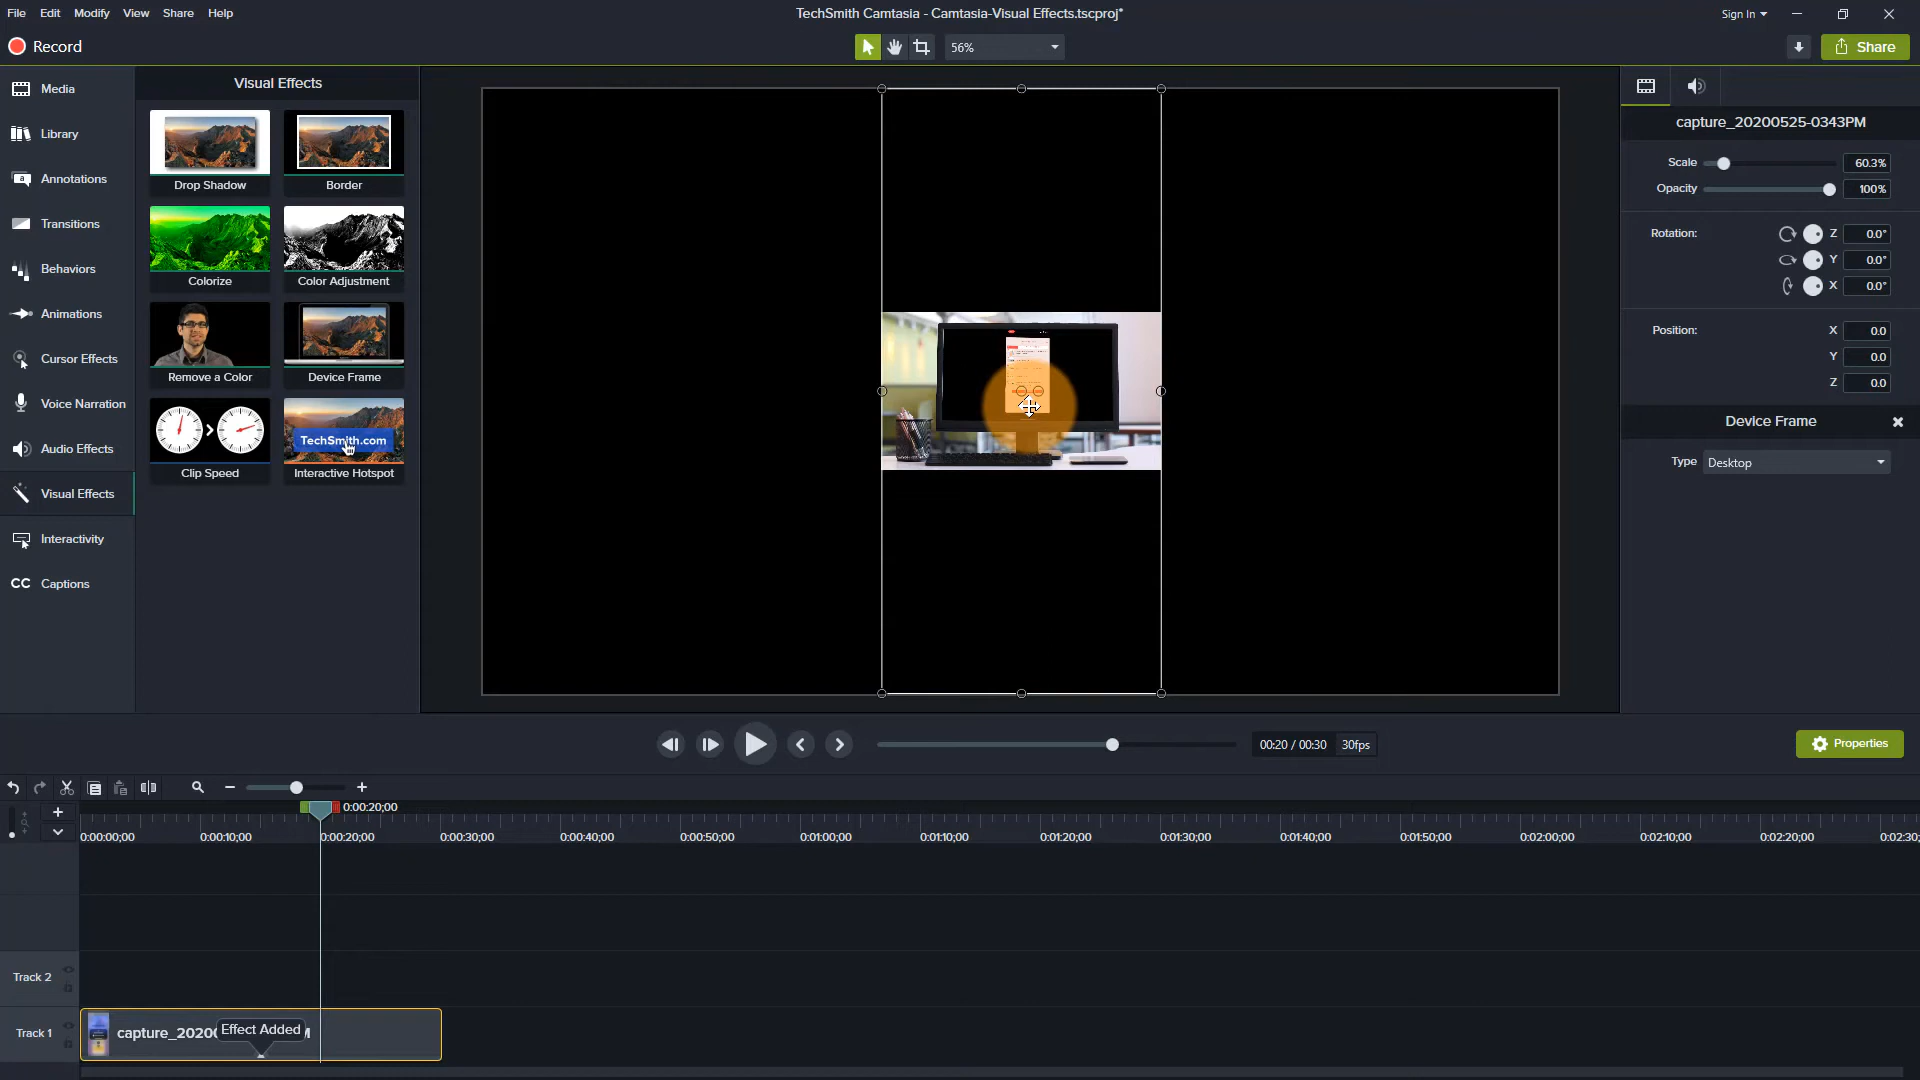 File Edit Modify View Share Help
TechSmith Camtasia - Camtasia-Visual Effects.tscproj*
Sign In
Record
56%
Share
Media
Library
Annotations
Transitions
Behaviors
Animations
Cursor Effects
Voice Narration
Audio Effects
Visual Effects
Interactivity
CC Captions
Visual Effects
Drop Shadow Border
Colorize Color Adjustment
Remove a Color Device Frame
TechSmith.com
Clip Speed Interactive Hotspot
capture_20200525-0343PM
Scale 60.3%
Opacity 100%
Rotation: Z 0.0°
Y 0.0°
X 0.0°
Position: X 0.0
Y 0.0
Z 0.0
Device Frame
Type Desktop
00:20 / 00:30 30fps
Properties
0:00:20;00
0:00:00;00 0:00:10;00 0:00:20;00 0:00:30;00 0:00:40;00 0:00:50;00 0:01:00;00 0:01:10;00 0:01:20;00 0:01:30;00 0:01:40;00 0:01:50;00 0:02:00;00 0:02:10;00 0:02:20;00 0:02:30;
Track 2
Track 1
capture_2020
Effect Added